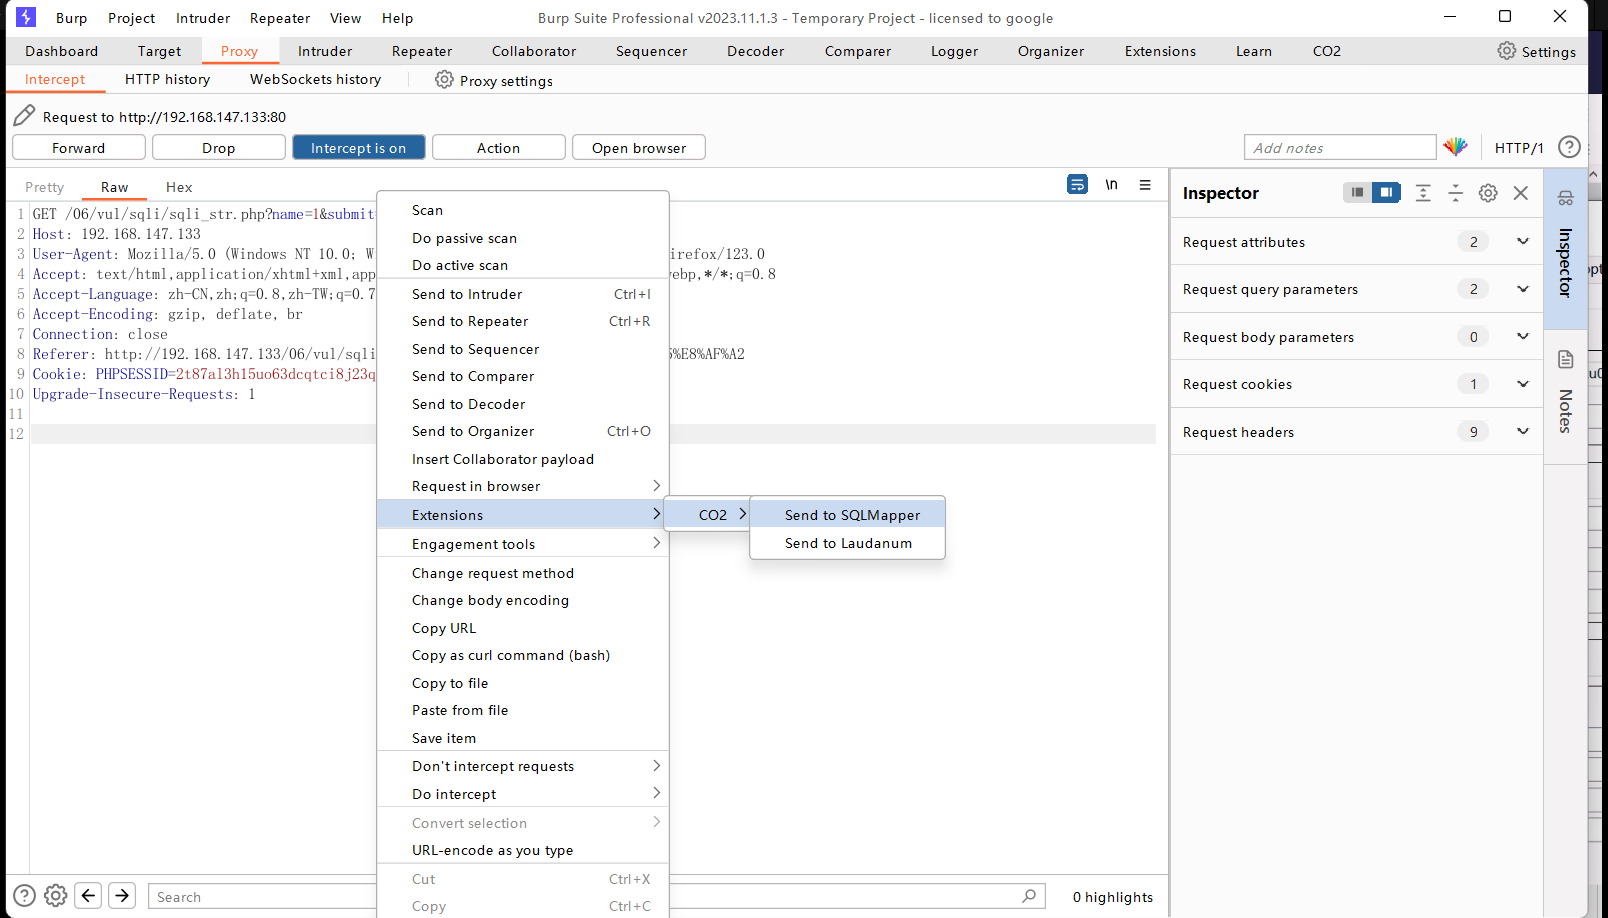 Burp Project Intruder Repeater View Help Burp Suite Professional v2023.11.1.3 - Temporary Project - licensed to google
Dashboard Target Proxy Intruder Repeater Collaborator Sequencer Decoder Comparer Logger Organizer Extensions Learn CO2 Settings
Intercept HTTP history WebSockets history Proxy settings
Request to http://192.168.147.133:80
Forward Drop Intercept is on Action Open browser Add notes HTTP/1
Pretty Raw Hex \n
1 GET /06/vul/sqli/sqli_str.php?name=1&submit
2 Host: 192.168.147.133
3 User-Agent: Mozilla/5.0 (Windows NT 10.0; W irefox/123.0
4 Accept: text/html,application/xhtml+xml,app ebp,*/*;q=0.8
5 Accept-Language: zh-CN,zh;q=0.8,zh-TW;q=0.7
6 Accept-Encoding: gzip, deflate, br
7 Connection: close
8 Referer: http://192.168.147.133/06/vul/sqli %E8%AF%A2
9 Cookie: PHPSESSID=2t87al3h15uo63dcqtci8j23q
10 Upgrade-Insecure-Requests: 1
11
12
Scan
Do passive scan
Do active scan
Send to Intruder Ctrl+I
Send to Repeater Ctrl+R
Send to Sequencer
Send to Comparer
Send to Decoder
Send to Organizer Ctrl+O
Insert Collaborator payload
Request in browser
Extensions
Engagement tools
Change request method
Change body encoding
Copy URL
Copy as curl command (bash)
Copy to file
Paste from file
Save item
Don't intercept requests
Do intercept
Convert selection
URL-encode as you type
Cut Ctrl+X
Copy Ctrl+C
CO2
Send to SQLMapper
Send to Laudanum
Inspector
Request attributes 2
Request query parameters 2
Request body parameters 0
Request cookies 1
Request headers 9
Inspector
Notes
Search
0 highlights